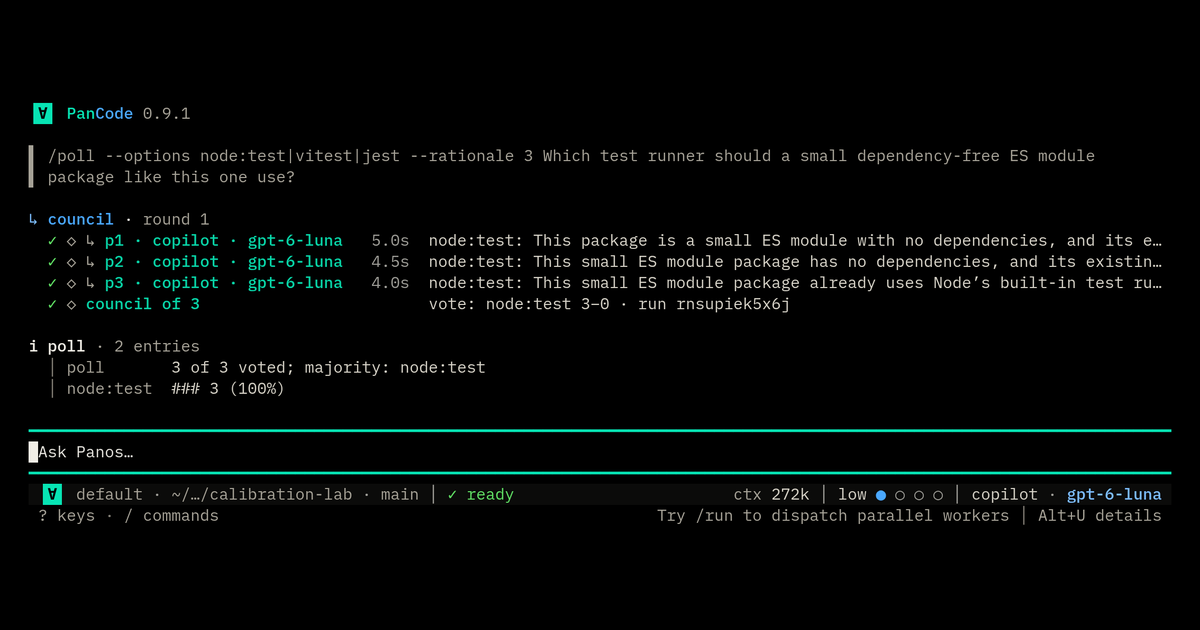 ∀ PanCode 0.9.1
/poll --options node:test|vitest|jest --rationale 3 Which test runner should a small dependency-free ES module
package like this one use?
↳ council · round 1
✓ ◇ ↳ p1 · copilot · gpt-6-luna 5.0s node:test: This package is a small ES module with no dependencies, and its e…
✓ ◇ ↳ p2 · copilot · gpt-6-luna 4.5s node:test: This small ES module package has no dependencies, and its existin…
✓ ◇ ↳ p3 · copilot · gpt-6-luna 4.0s node:test: This small ES module package already uses Node’s built-in test ru…
✓ ◇ council of 3 vote: node:test 3–0 · run rnsupiek5x6j
i poll · 2 entries
│ poll 3 of 3 voted; majority: node:test
│ node:test ### 3 (100%)
Ask Panos…
∀ default · ~/…/calibration-lab · main │ ✓ ready ctx 272k │ low ● ○ ○ ○ │ copilot · gpt-6-luna
? keys · / commands Try /run to dispatch parallel workers │ Alt+U details